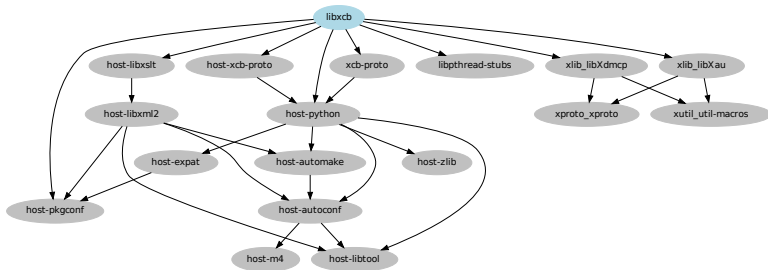 libxcb
host-libxslt
host-xcb-proto
xcb-proto
libpthread-stubs
xlib_libXdmcp
xlib_libXau
host-libxml2
host-python
xproto_xproto
xutil_util-macros
host-expat
host-automake
host-zlib
host-pkgconf
host-autoconf
host-m4
host-libtool